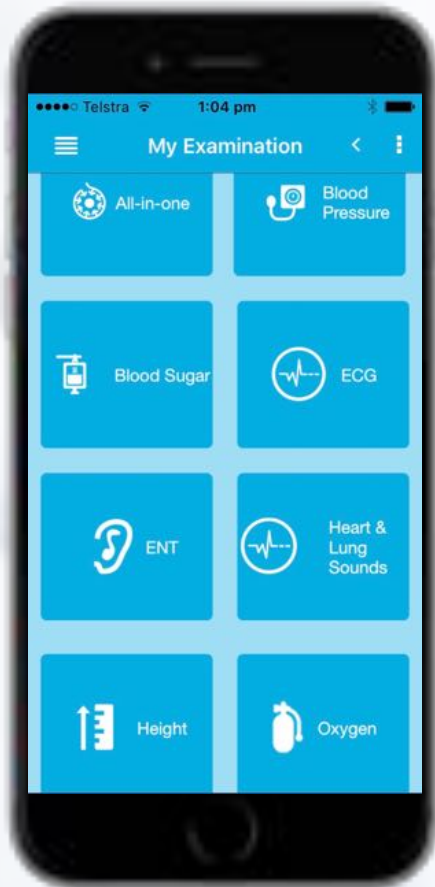 Telstra 1:04 pm
My Examination
All-in-one
Blood
Pressure
Blood Sugar
ECG
ENT
Heart &
Lung
Sounds
Height
Oxygen